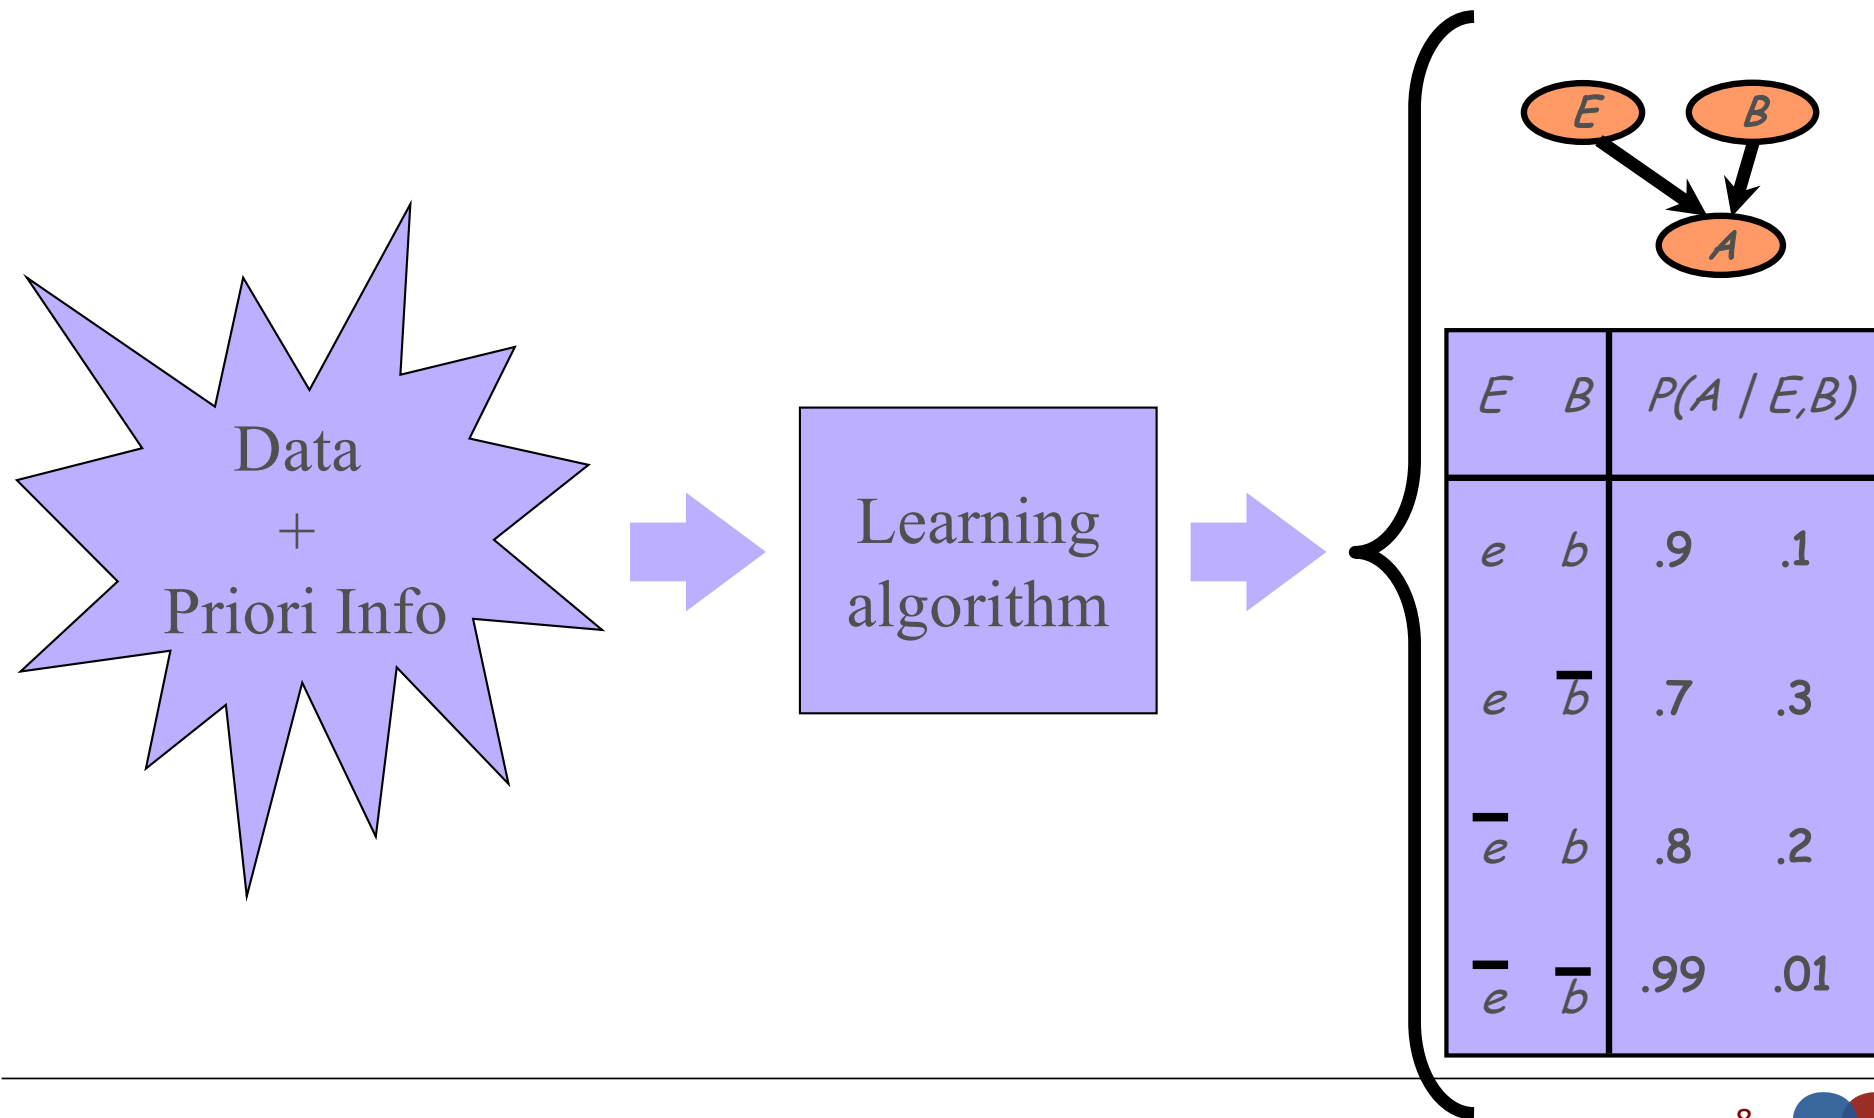 Data
+
Priori Info
Learning
algorithm
E B
A
E B P(A | E,B)
e b .9 .1
e b̅ .7 .3
e̅ b .8 .2
e̅ b̅ .99 .01